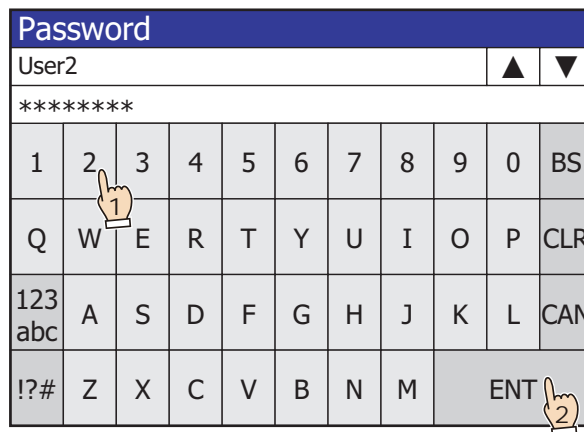 Password
User2 ▲ ▼
********
1 2 3 4 5 6 7 8 9 0 BS
1
Q W E R T Y U I O P CLR
123
abc A S D F G H J K L CAN
!?# Z X C V B N M ENT
2